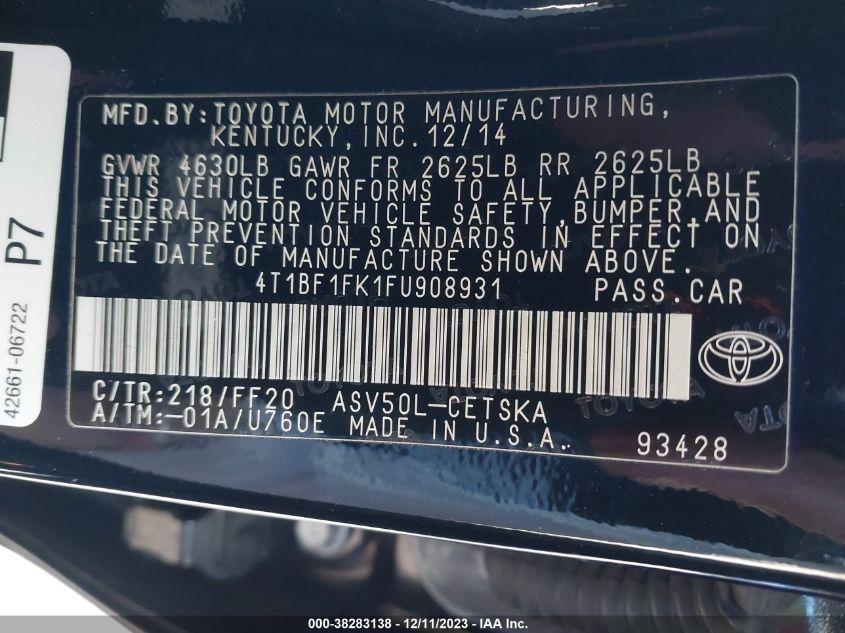 MFD.BY:TOYOTA MOTOR MANUFACTURING,
KENTUCKY,INC.12/14
GVWR 4630LB GAWR FR 2625LB RR 2625LB
THIS VEHICLE CONFORMS TO ALL APPLICABLE
FEDERAL MOTOR VEHICLE SAFETY,BUMPER,AND
THEFT PREVENTION STANDARDS IN EFFECT ON
THE DATE OF MANUFACTURE SHOWN ABOVE.
4T1BF1FK1FU908931 PASS.CAR
C/TR:218/FF20 ASV50L-CETSKA
A/TM:-01A/U760E MADE IN U.S.A.
93428
P7
42661-06722
000-38283138 - 12/11/2023 - IAA Inc.